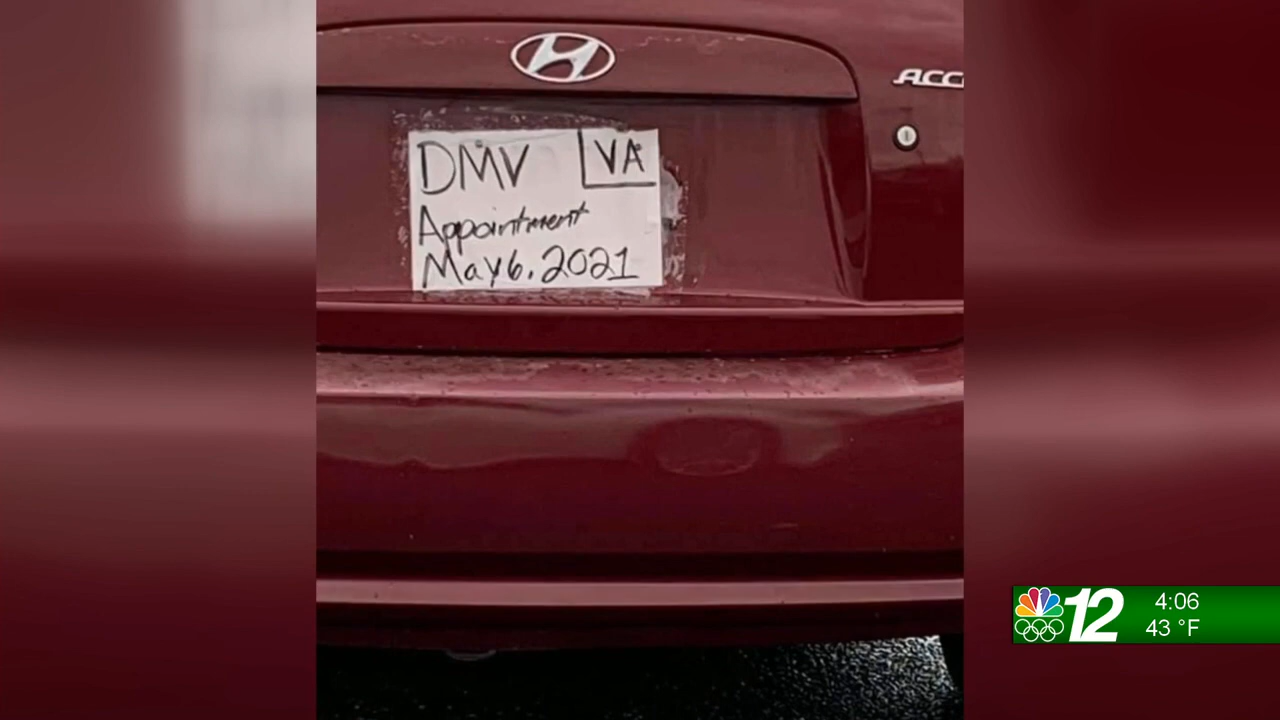 ACC
DMV VA
Appointment
May 6, 2021
12 4:06
43 °F